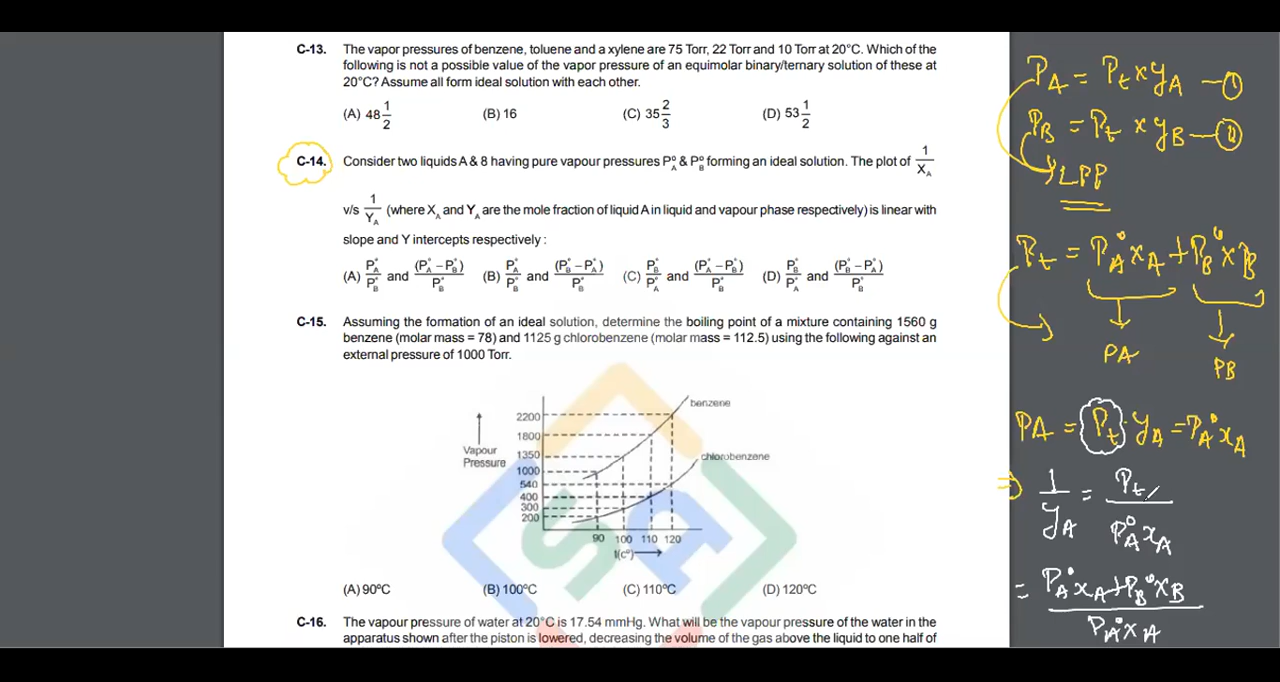 C-13. The vapor pressures of benzene, toluene and a xylene are 75 Torr, 22 Torr and 10 Torr at 20°C. Which of the
following is not a possible value of the vapor pressure of an equimolar binary/ternary solution of these at
20°C? Assume all form ideal solution with each other.
(A) 48 1/2 (B) 16 (C) 35 2/3 (D) 53 1/2
C-14. Consider two liquids A & 8 having pure vapour pressures P°A & P°B forming an ideal solution. The plot of 1/XA
v/s 1/YA (where XA and YA are the mole fraction of liquid A in liquid and vapour phase respectively) is linear with
slope and Y intercepts respectively :
(A) P°A/P°B and (P°A – P°B)/P°B (B) P°A/P°B and (P°B – P°A)/P°B (C) P°B/P°A and (P°A – P°B)/P°B (D) P°B/P°A and (P°B – P°A)/P°B
C-15. Assuming the formation of an ideal solution, determine the boiling point of a mixture containing 1560 g
benzene (molar mass = 78) and 1125 g chlorobenzene (molar mass = 112.5) using the following against an
external pressure of 1000 Torr.
benzene
2200
1800
Vapour
Pressure
1350
chlorobenzene
1000
540
400
300
200
90 100 110 120
t(c°)
(A) 90°C (B) 100°C (C) 110°C (D) 120°C
C-16. The vapour pressure of water at 20°C is 17.54 mmHg. What will be the vapour pressure of the water in the
apparatus shown after the piston is lowered, decreasing the volume of the gas above the liquid to one half of
SA
PA = Pt x yA – ①
PB = Pt x yB – ②
LPP
Pt = PA° xA + PB° xB
PA
PB
PA = Pt · yA = PA° xA
⇒ 1/yA = Pt/PA° xA
= PA° xA + PB° xB / PA° xA